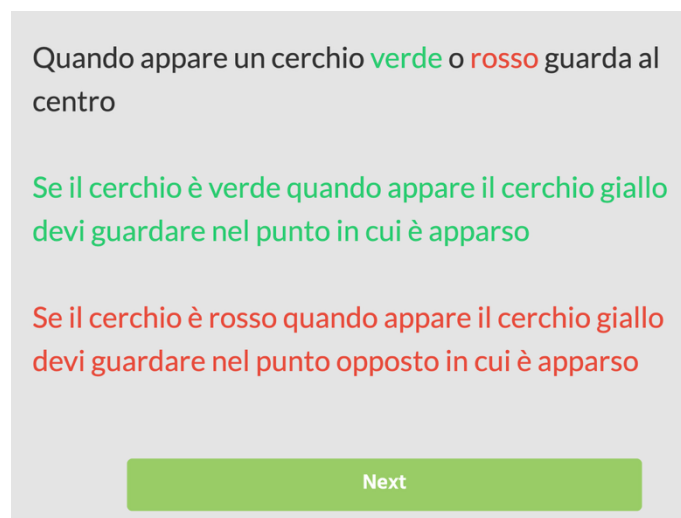 Quando appare un cerchio verde o rosso guarda al
centro
Se il cerchio è verde quando appare il cerchio giallo
devi guardare nel punto in cui è apparso
Se il cerchio è rosso quando appare il cerchio giallo
devi guardare nel punto opposto in cui è apparso
Next